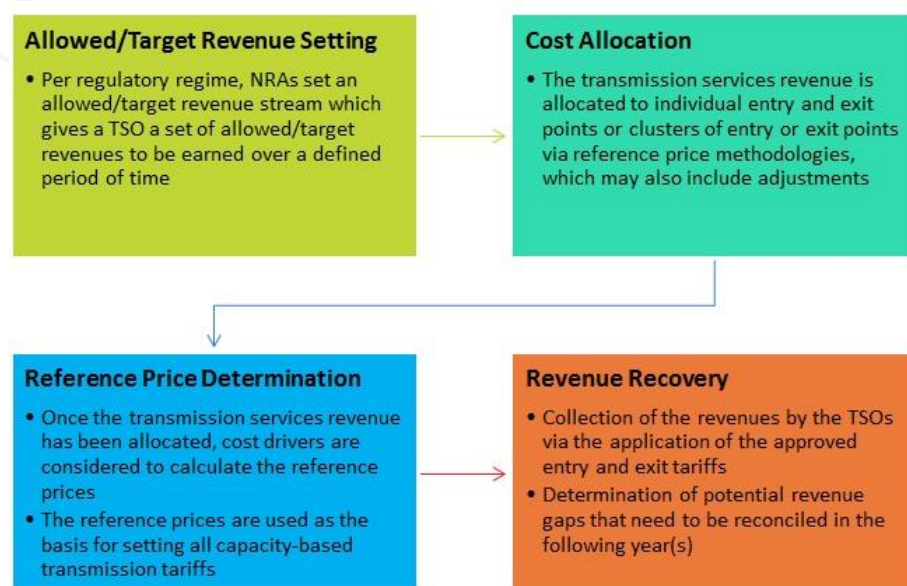 Allowed/Target Revenue Setting
• Per regulatory regime, NRAs set an
allowed/target revenue stream which
gives a TSO a set of allowed/target
revenues to be earned over a defined
period of time
Cost Allocation
• The transmission services revenue is
allocated to individual entry and exit
points or clusters of entry or exit points
via reference price methodologies,
which may also include adjustments
Reference Price Determination
• Once the transmission services revenue
has been allocated, cost drivers are
considered to calculate the reference
prices
• The reference prices are used as the
basis for setting all capacity-based
transmission tariffs
Revenue Recovery
• Collection of the revenues by the TSOs
via the application of the approved
entry and exit tariffs
• Determination of potential revenue
gaps that need to be reconciled in the
following year(s)